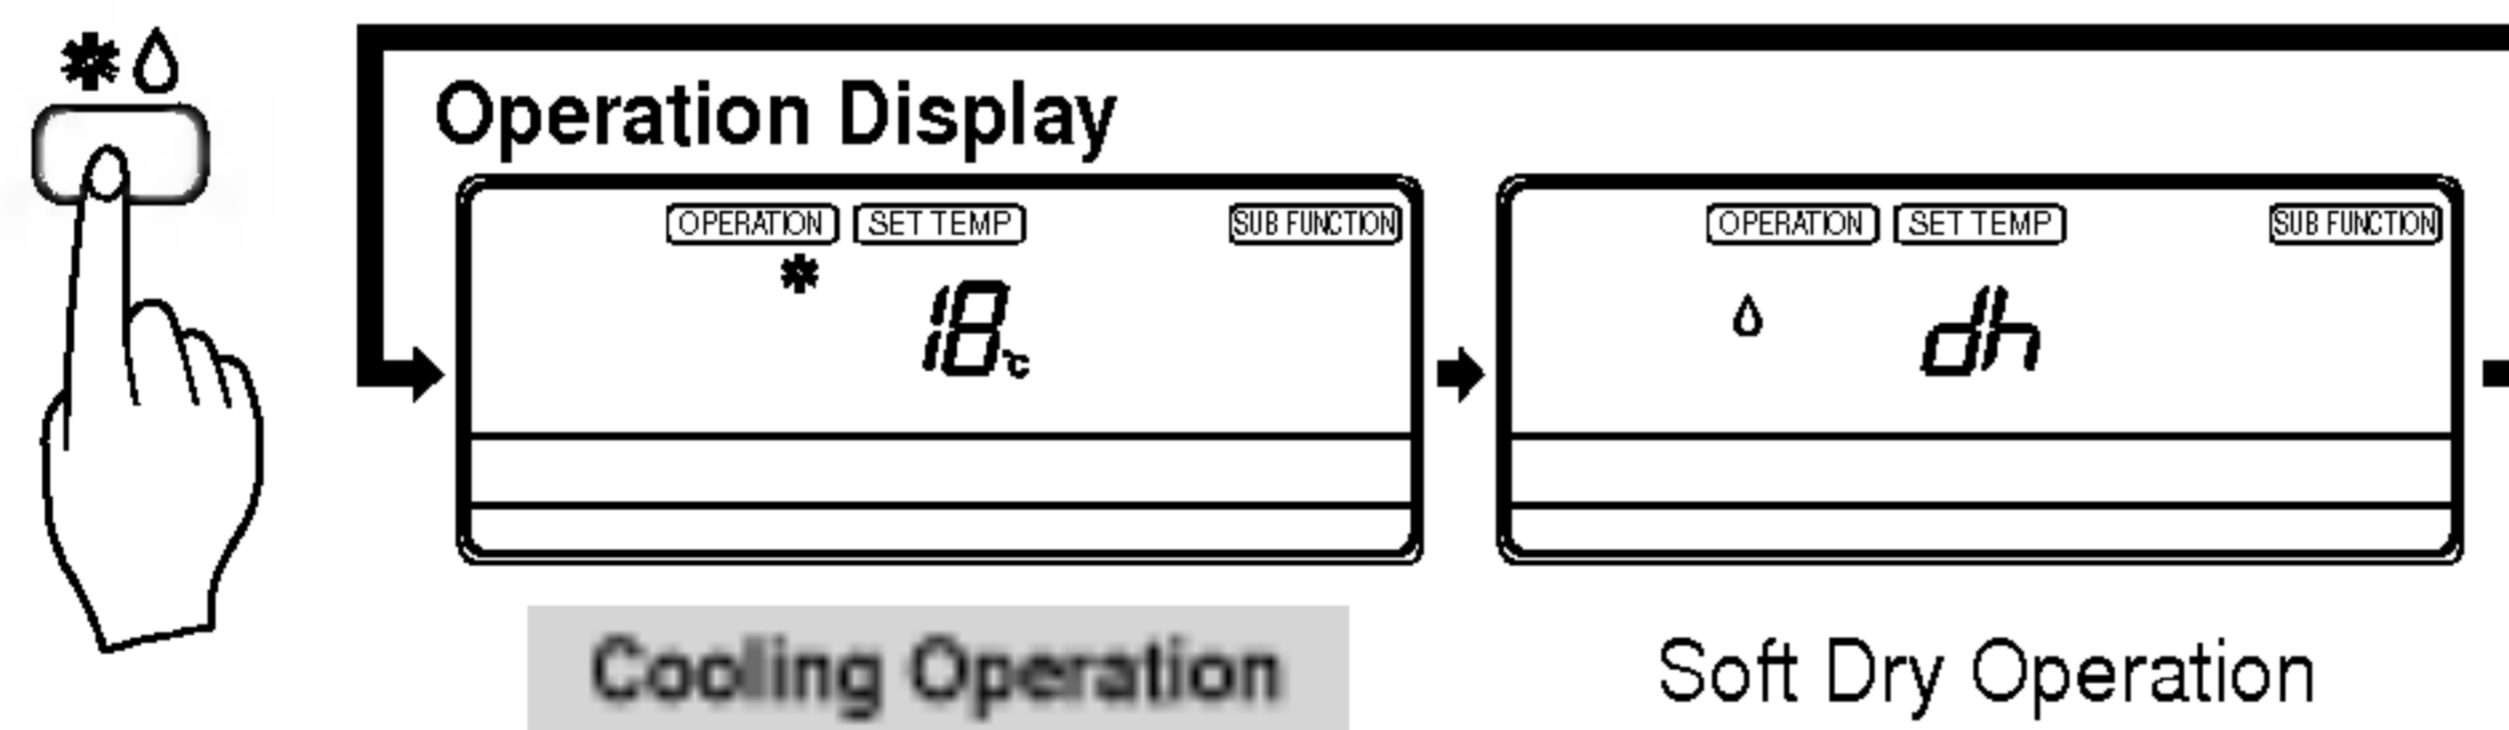 Operation Display
OPERATION SET TEMP SUB FUNCTION
18°C
OPERATION SET TEMP SUB FUNCTION
dh
Cooling Operation
Soft Dry Operation